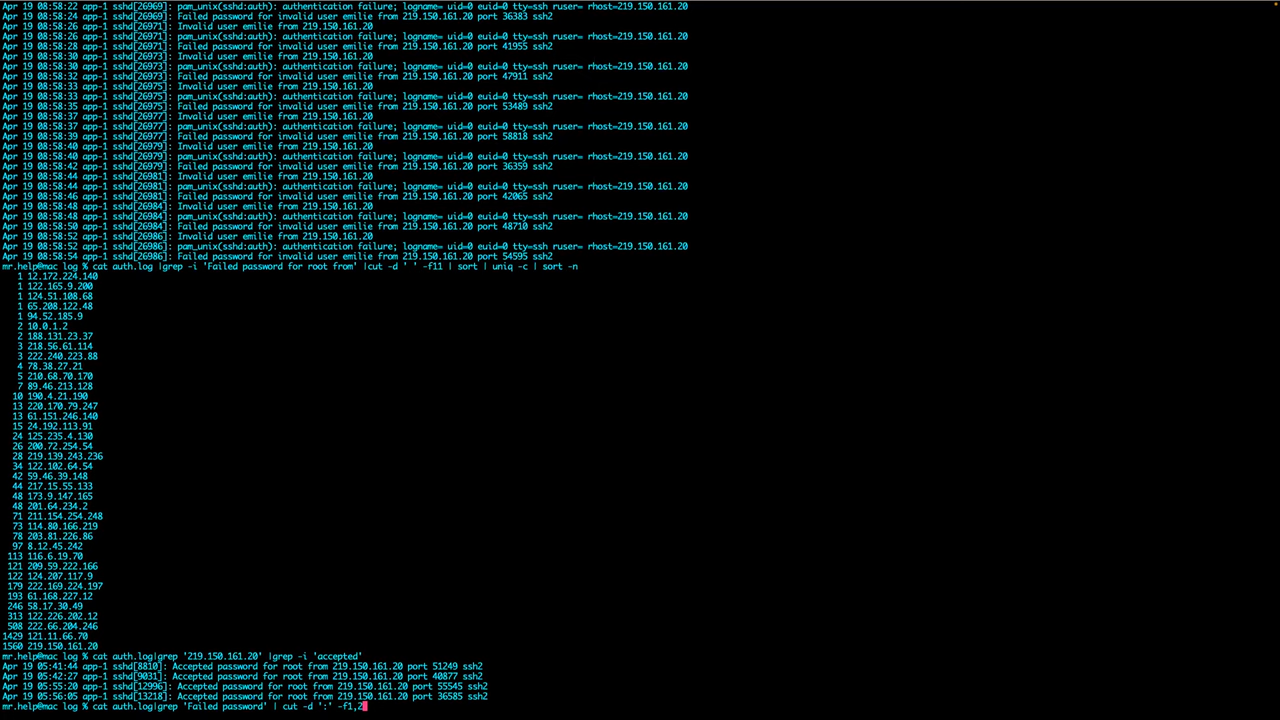 Apr 19 08:58:22 app-1 sshd[26969]: pam_unix(sshd:auth): authentication failure; logname= uid=0 euid=0 tty=ssh ruser= rhost=219.150.161.20
Apr 19 08:58:24 app-1 sshd[26969]: Failed password for invalid user emilie from 219.150.161.20 port 36383 ssh2
Apr 19 08:58:26 app-1 sshd[26971]: Invalid user emilie from 219.150.161.20
Apr 19 08:58:26 app-1 sshd[26971]: pam_unix(sshd:auth): authentication failure; logname= uid=0 euid=0 tty=ssh ruser= rhost=219.150.161.20
Apr 19 08:58:28 app-1 sshd[26971]: Failed password for invalid user emilie from 219.150.161.20 port 41955 ssh2
Apr 19 08:58:30 app-1 sshd[26973]: Invalid user emilie from 219.150.161.20
Apr 19 08:58:30 app-1 sshd[26973]: pam_unix(sshd:auth): authentication failure; logname= uid=0 euid=0 tty=ssh ruser= rhost=219.150.161.20
Apr 19 08:58:32 app-1 sshd[26973]: Failed password for invalid user emilie from 219.150.161.20 port 47911 ssh2
Apr 19 08:58:33 app-1 sshd[26975]: Invalid user emilie from 219.150.161.20
Apr 19 08:58:33 app-1 sshd[26975]: pam_unix(sshd:auth): authentication failure; logname= uid=0 euid=0 tty=ssh ruser= rhost=219.150.161.20
Apr 19 08:58:35 app-1 sshd[26975]: Failed password for invalid user emilie from 219.150.161.20 port 53489 ssh2
Apr 19 08:58:37 app-1 sshd[26977]: Invalid user emilie from 219.150.161.20
Apr 19 08:58:37 app-1 sshd[26977]: pam_unix(sshd:auth): authentication failure; logname= uid=0 euid=0 tty=ssh ruser= rhost=219.150.161.20
Apr 19 08:58:39 app-1 sshd[26977]: Failed password for invalid user emilie from 219.150.161.20 port 58818 ssh2
Apr 19 08:58:40 app-1 sshd[26979]: Invalid user emilie from 219.150.161.20
Apr 19 08:58:40 app-1 sshd[26979]: pam_unix(sshd:auth): authentication failure; logname= uid=0 euid=0 tty=ssh ruser= rhost=219.150.161.20
Apr 19 08:58:42 app-1 sshd[26979]: Failed password for invalid user emilie from 219.150.161.20 port 36359 ssh2
Apr 19 08:58:44 app-1 sshd[26981]: Invalid user emilie from 219.150.161.20
Apr 19 08:58:44 app-1 sshd[26981]: pam_unix(sshd:auth): authentication failure; logname= uid=0 euid=0 tty=ssh ruser= rhost=219.150.161.20
Apr 19 08:58:46 app-1 sshd[26981]: Failed password for invalid user emilie from 219.150.161.20 port 42065 ssh2
Apr 19 08:58:48 app-1 sshd[26984]: Invalid user emilie from 219.150.161.20
Apr 19 08:58:48 app-1 sshd[26984]: pam_unix(sshd:auth): authentication failure; logname= uid=0 euid=0 tty=ssh ruser= rhost=219.150.161.20
Apr 19 08:58:50 app-1 sshd[26984]: Failed password for invalid user emilie from 219.150.161.20 port 48710 ssh2
Apr 19 08:58:52 app-1 sshd[26986]: Invalid user emilie from 219.150.161.20
Apr 19 08:58:52 app-1 sshd[26986]: pam_unix(sshd:auth): authentication failure; logname= uid=0 euid=0 tty=ssh ruser= rhost=219.150.161.20
Apr 19 08:58:54 app-1 sshd[26986]: Failed password for invalid user emilie from 219.150.161.20 port 54595 ssh2
mr.help@mac log % cat auth.log |grep -i 'Failed password for root from' |cut -d ' ' -f11 | sort | uniq -c | sort -n
1 12.172.224.140
1 122.165.9.200
1 124.51.108.68
1 65.208.122.48
1 94.52.185.9
2 10.0.1.2
2 188.131.23.37
3 218.56.61.114
3 222.240.223.88
4 78.38.27.21
5 210.68.70.170
7 89.46.213.128
10 190.4.21.190
13 220.170.79.247
13 61.151.246.140
15 24.192.113.91
24 125.235.4.130
26 200.72.254.54
28 219.139.243.236
34 122.102.64.54
42 59.46.39.148
44 217.15.55.133
48 173.9.147.165
48 201.64.234.2
71 211.154.254.248
73 114.80.166.219
78 203.81.226.86
97 8.12.45.242
113 116.6.19.70
121 209.59.222.166
122 124.207.117.9
179 222.169.224.197
193 61.168.227.12
246 58.17.30.49
313 122.226.202.12
508 222.66.204.246
1429 121.11.66.70
1560 219.150.161.20
mr.help@mac log % cat auth.log|grep '219.150.161.20' |grep -i 'accepted'
Apr 19 05:41:44 app-1 sshd[8810]: Accepted password for root from 219.150.161.20 port 51249 ssh2
Apr 19 05:42:27 app-1 sshd[9031]: Accepted password for root from 219.150.161.20 port 40877 ssh2
Apr 19 05:55:20 app-1 sshd[12996]: Accepted password for root from 219.150.161.20 port 55545 ssh2
Apr 19 05:56:05 app-1 sshd[13218]: Accepted password for root from 219.150.161.20 port 36585 ssh2
mr.help@mac log % cat auth.log|grep 'Failed password' | cut -d ':' -f1,2